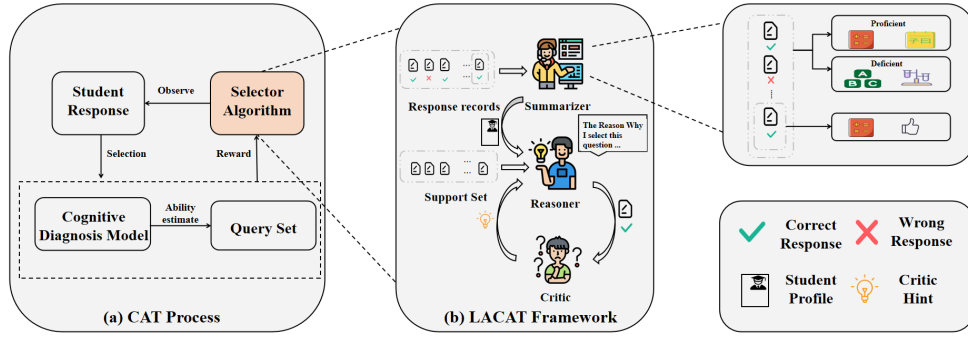 Student
Response
Observe
Selector
Algorithm
Selection
Reward
Cognitive
Diagnosis Model
Ability
estimate
Query Set
(a) CAT Process
Response records
Summarizer
The Reason Why
I select this
question ...
Support Set
Reasoner
Critic
(b) LACAT Framework
Proficient
Deficient
A
B C
Correct
Response
Wrong
Response
Student
Profile
Critic
Hint